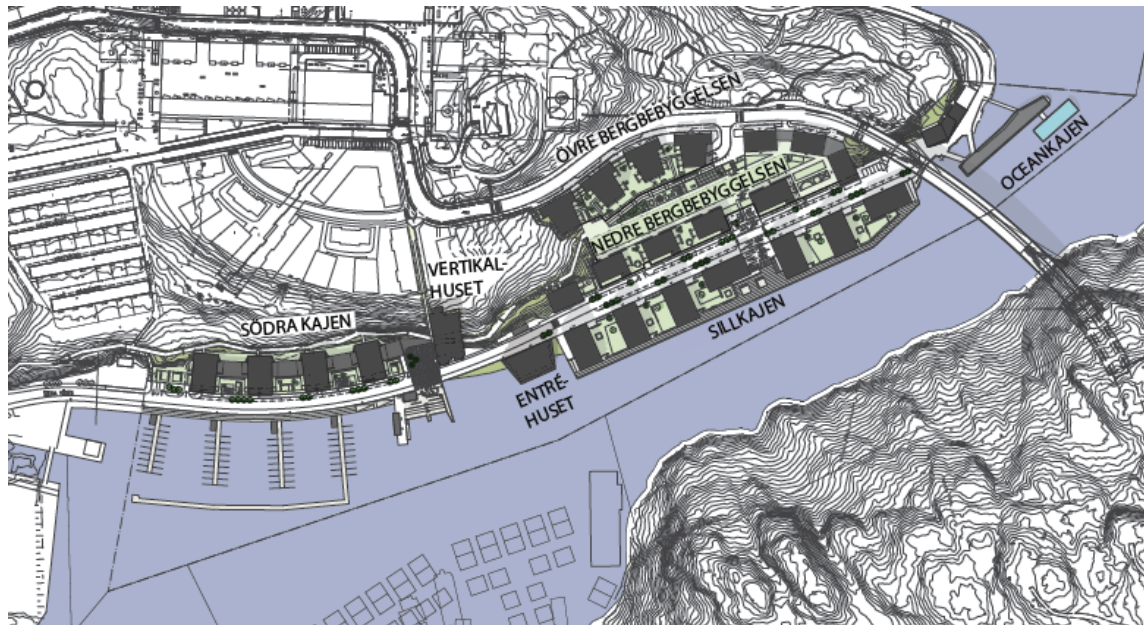 ÖVRE BERGBEBYGGELSEN
OCEANKAJEN
NEDRE BERGBEBYGGELSEN
VERTIKAL-
HUSET
SÖDRA KAJEN
SILLKAJEN
ENTRÉ-
HUSET